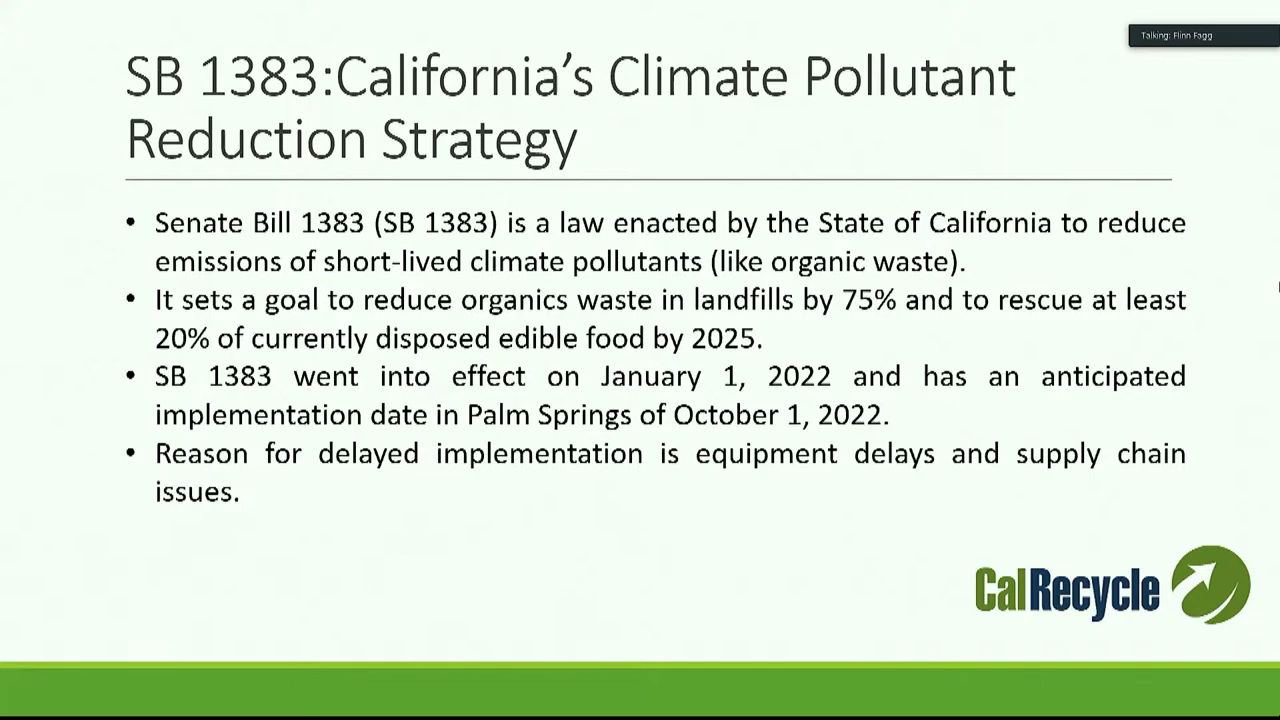 Talking: Flinn Fagg
SB 1383:California’s Climate Pollutant
Reduction Strategy
• Senate Bill 1383 (SB 1383) is a law enacted by the State of California to reduce
emissions of short-lived climate pollutants (like organic waste).
• It sets a goal to reduce organics waste in landfills by 75% and to rescue at least
20% of currently disposed edible food by 2025.
• SB 1383 went into effect on January 1, 2022 and has an anticipated
implementation date in Palm Springs of October 1, 2022.
• Reason for delayed implementation is equipment delays and supply chain
issues.
CalRecycle